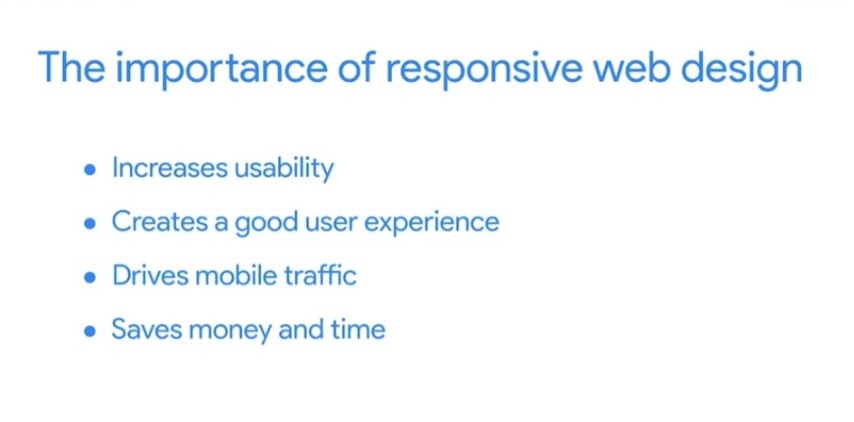 The importance of responsive web design
● Increases usability
● Creates a good user experience
● Drives mobile traffic
● Saves money and time